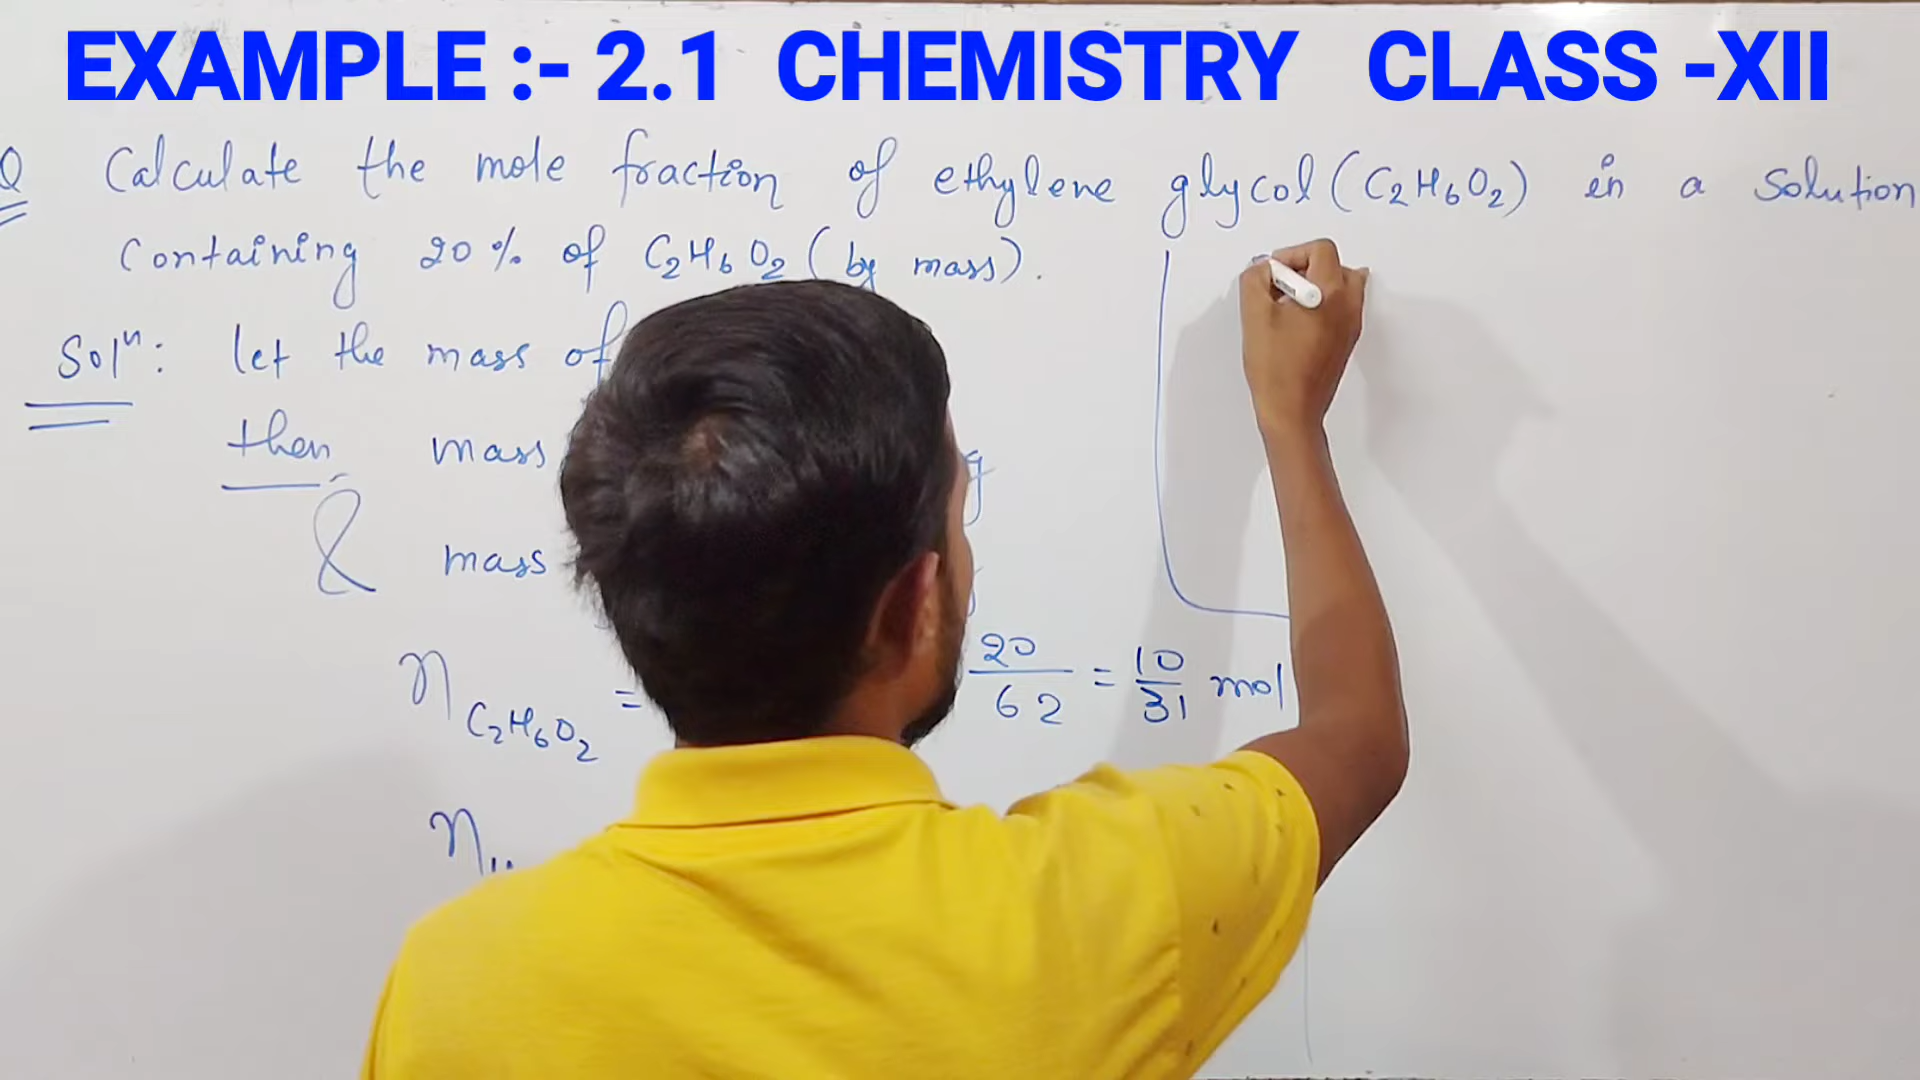 EXAMPLE :- 2.1 CHEMISTRY CLASS -XII
Q Calculate the mole fraction of ethylene glycol (C₂H₆O₂) in a solution
containing 20% of C₂H₆O₂ (by mass).
Solⁿ: let the mass of
then, mass g
& mass
n C₂H₆O₂ = 20/62 = 10/31 mol
n